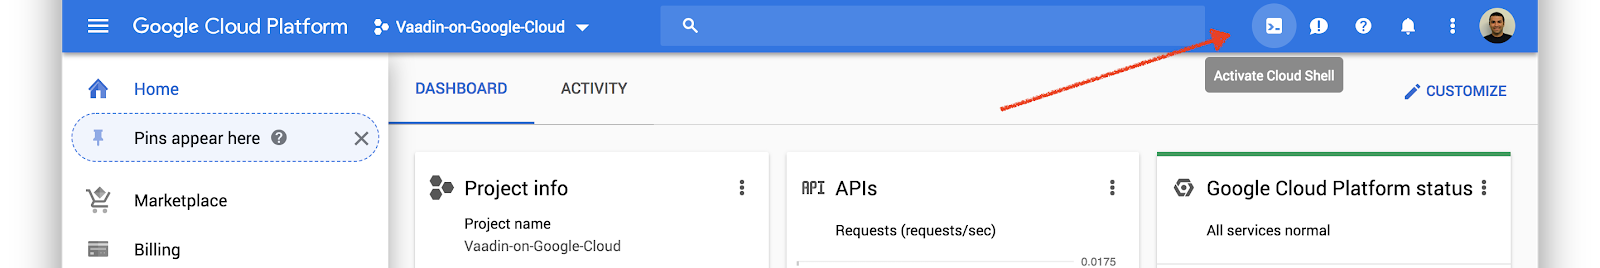 Google Cloud Platform
Vaadin-on-Google-Cloud
Activate Cloud Shell
Home
DASHBOARD
ACTIVITY
CUSTOMIZE
Pins appear here
Marketplace
Billing
Project info
Project name
Vaadin-on-Google-Cloud
API APIs
Requests (requests/sec)
0.0175
Google Cloud Platform status
All services normal